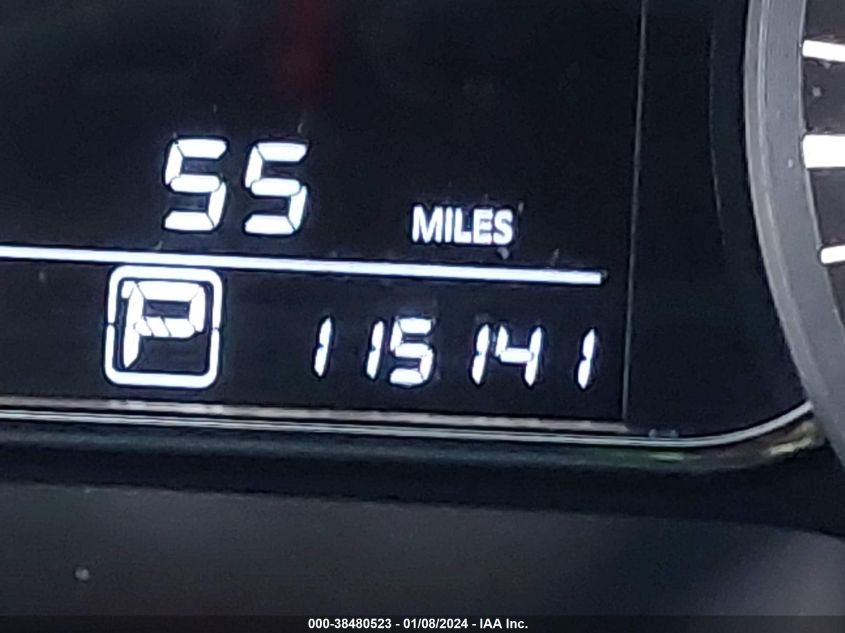 55 MILES
P 115141
000-38480523 - 01/08/2024 - IAA Inc.